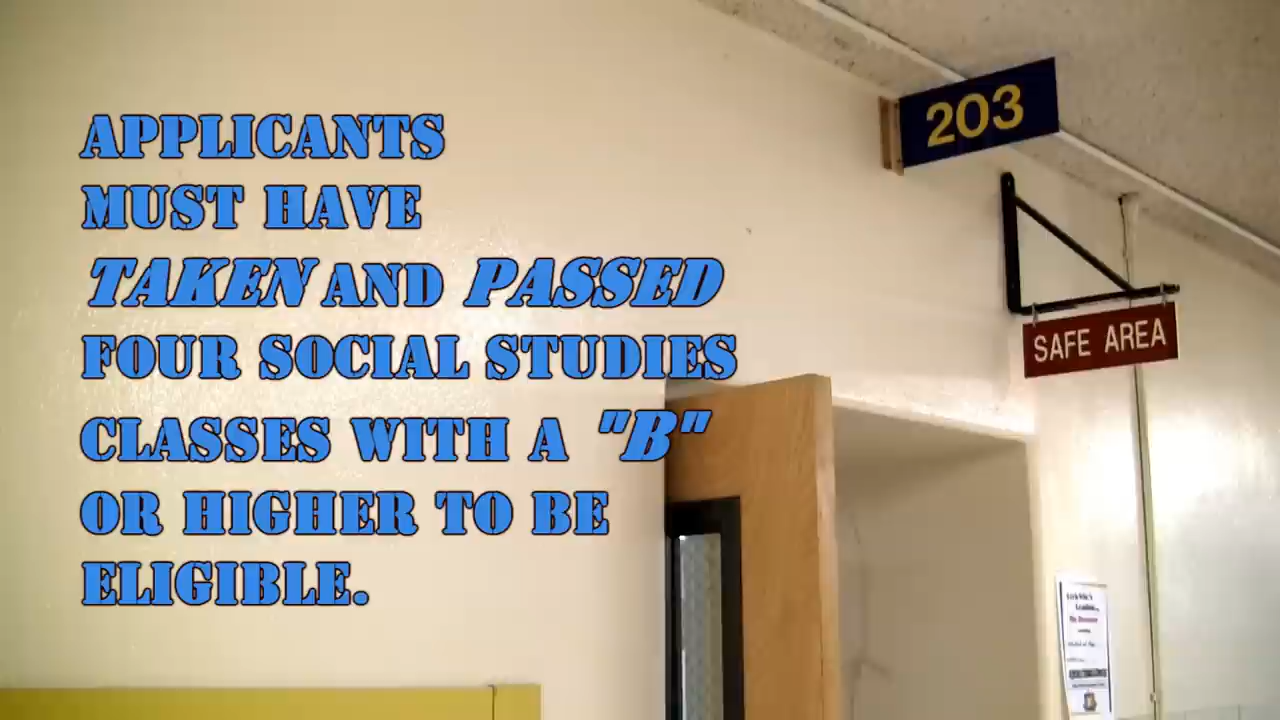 APPLICANTS
MUST HAVE
TAKEN AND PASSED
FOUR SOCIAL STUDIES
CLASSES WITH A "B"
OR HIGHER TO BE
ELIGIBLE.
203
SAFE AREA